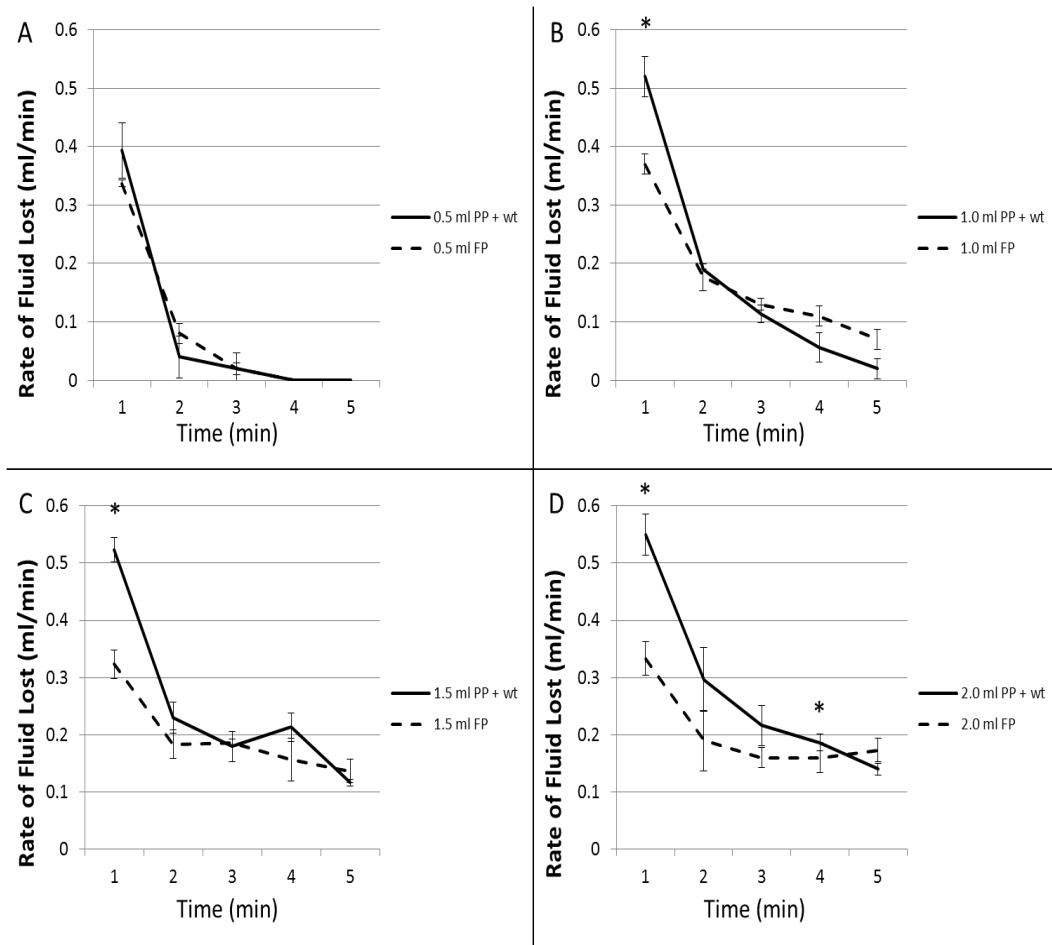 A
Rate of Fluid Lost (ml/min)
0.6
0.5
0.4
0.3
0.2
0.1
0
1 2 3 4 5
Time (min)
0.5 ml PP + wt
0.5 ml FP
B
*
Rate of Fluid Lost (ml/min)
0.6
0.5
0.4
0.3
0.2
0.1
0
1 2 3 4 5
Time (min)
1.0 ml PP + wt
1.0 ml FP
C
*
Rate of Fluid Lost (ml/min)
0.6
0.5
0.4
0.3
0.2
0.1
0
1 2 3 4 5
Time (min)
1.5 ml PP + wt
1.5 ml FP
D
*
*
Rate of Fluid Lost (ml/min)
0.6
0.5
0.4
0.3
0.2
0.1
0
1 2 3 4 5
Time (min)
2.0 ml PP + wt
2.0 ml FP